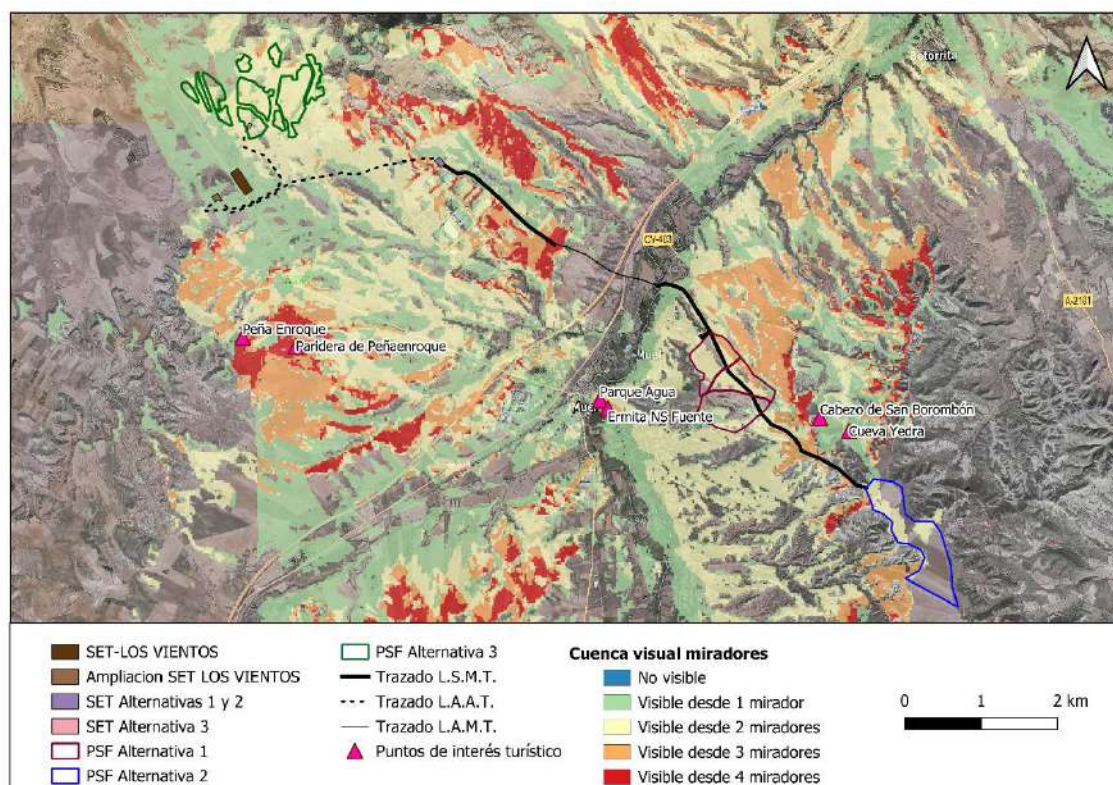 Botorrita
CV-403
A-2101
Peña Enroque
Paridera de Peñaenroque
Parque Agua
Ermita NS Fuente
Cabezo de San Borombón
Cueva Yedra
SET-LOS VIENTOS
Ampliacion SET LOS VIENTOS
SET Alternativas 1 y 2
SET Alternativa 3
PSF Alternativa 1
PSF Alternativa 2
PSF Alternativa 3
Trazado L.S.M.T.
Trazado L.A.A.T.
Trazado L.A.M.T.
Puntos de interés turístico
Cuenca visual miradores
No visible
Visible desde 1 mirador
Visible desde 2 miradores
Visible desde 3 miradores
Visible desde 4 miradores
0 1 2 km